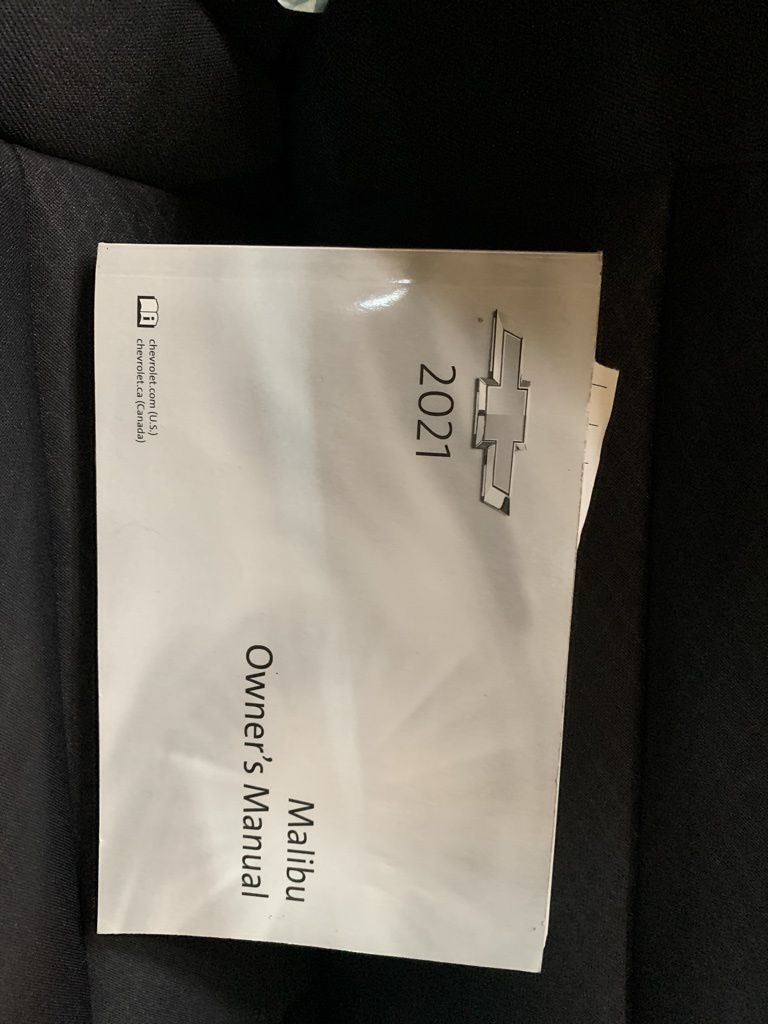 2021
Malibu
Owner's Manual
chevrolet.com (U.S.)
chevrolet.ca (Canada)